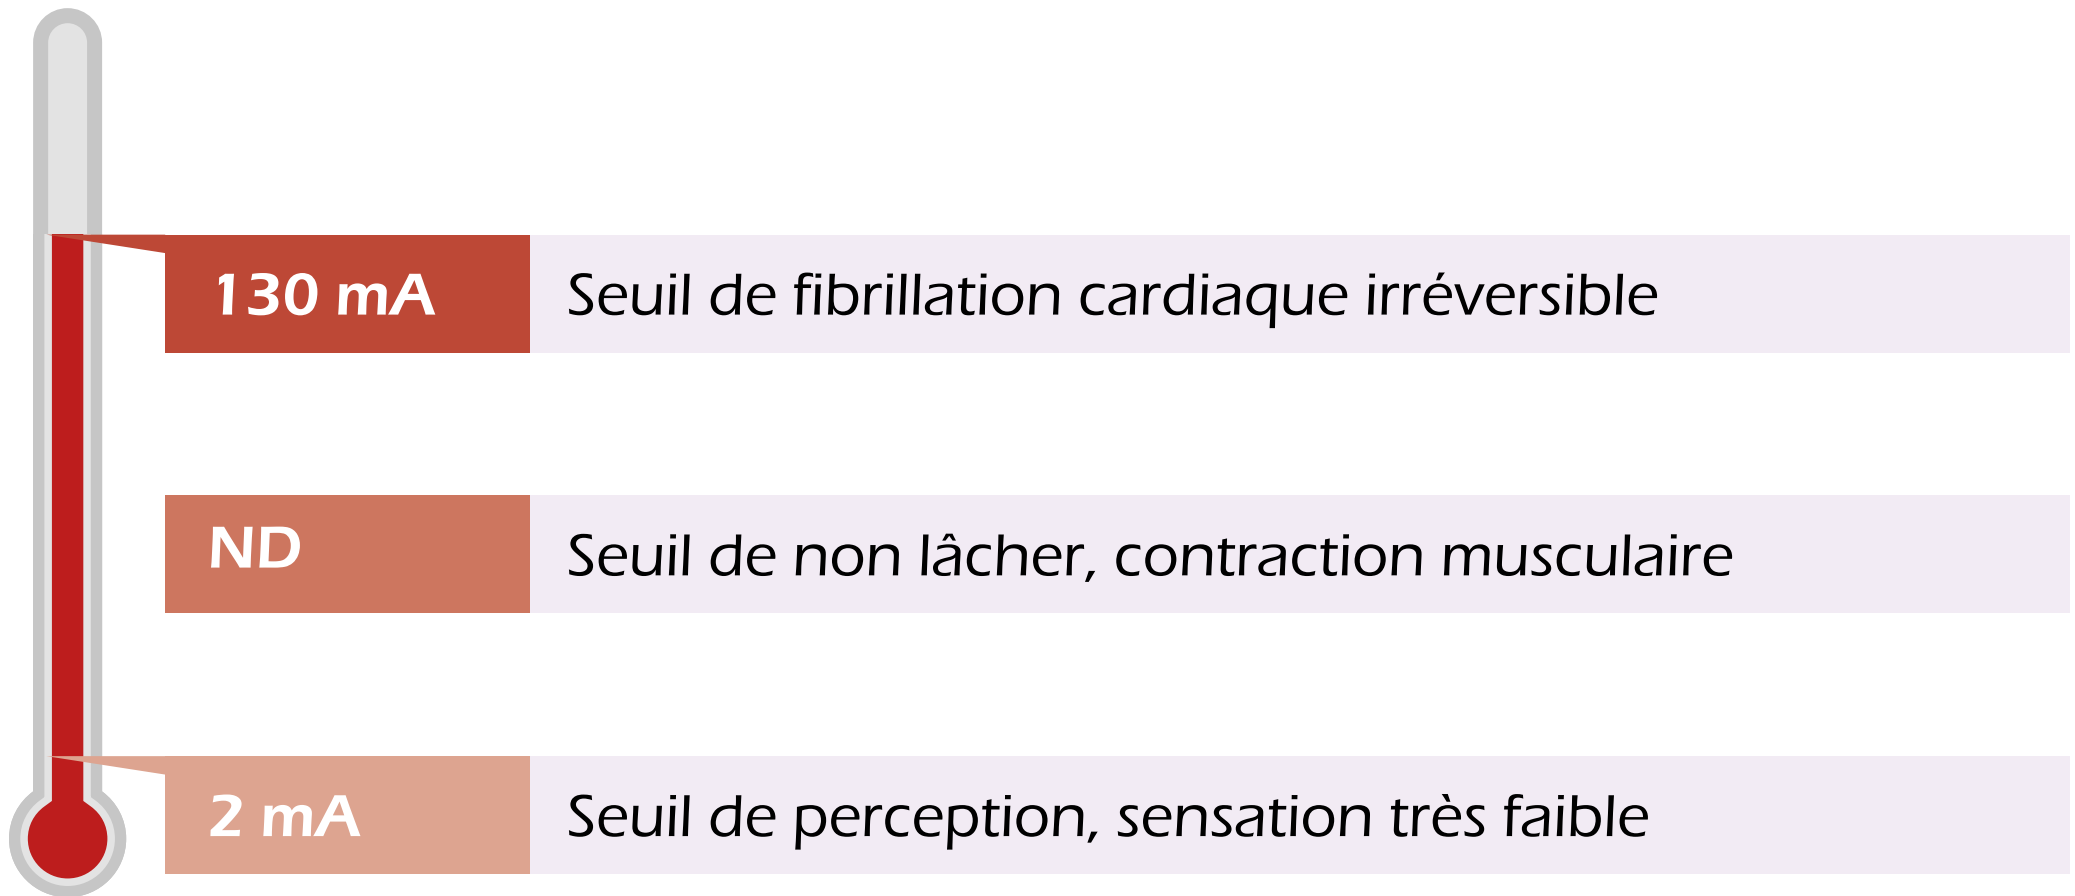 130 mA Seuil de fibrillation cardiaque irréversible
ND Seuil de non lâcher, contraction musculaire
2 mA Seuil de perception, sensation très faible